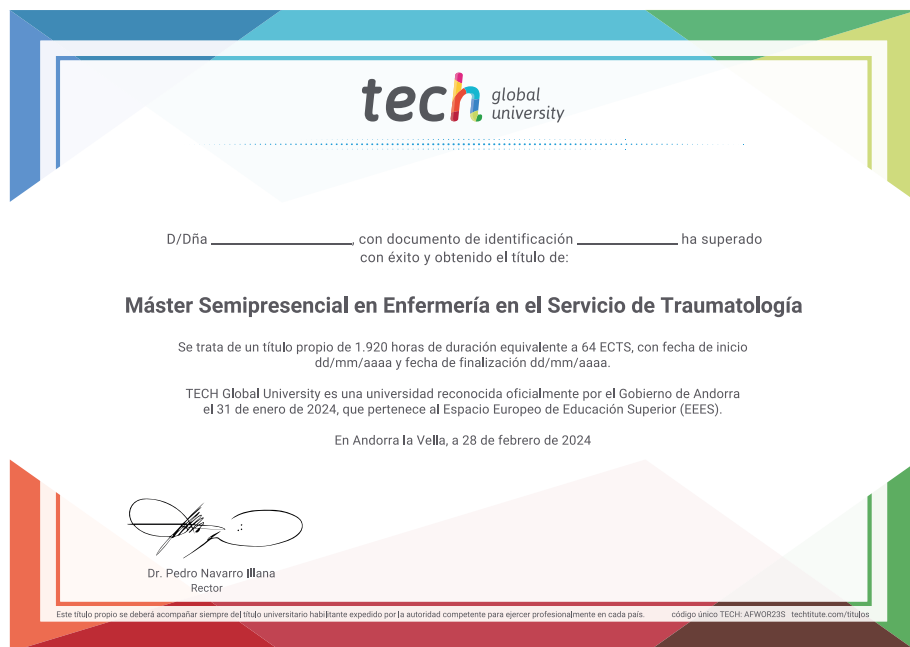 tech global university
D/Dña ____________________, con documento de identificación ______________ ha superado
con éxito y obtenido el título de:
Máster Semipresencial en Enfermería en el Servicio de Traumatología
Se trata de un título propio de 1.920 horas de duración equivalente a 64 ECTS, con fecha de inicio
dd/mm/aaaa y fecha de finalización dd/mm/aaaa.
TECH Global University es una universidad reconocida oficialmente por el Gobierno de Andorra
el 31 de enero de 2024, que pertenece al Espacio Europeo de Educación Superior (EEES).
En Andorra la Vella, a 28 de febrero de 2024
Dr. Pedro Navarro Illana
Rector
Este título propio se deberá acompañar siempre del título universitario habilitante expedido por la autoridad competente para ejercer profesionalmente en cada país. código único TECH: AFWOR23S techtitute.com/titulos